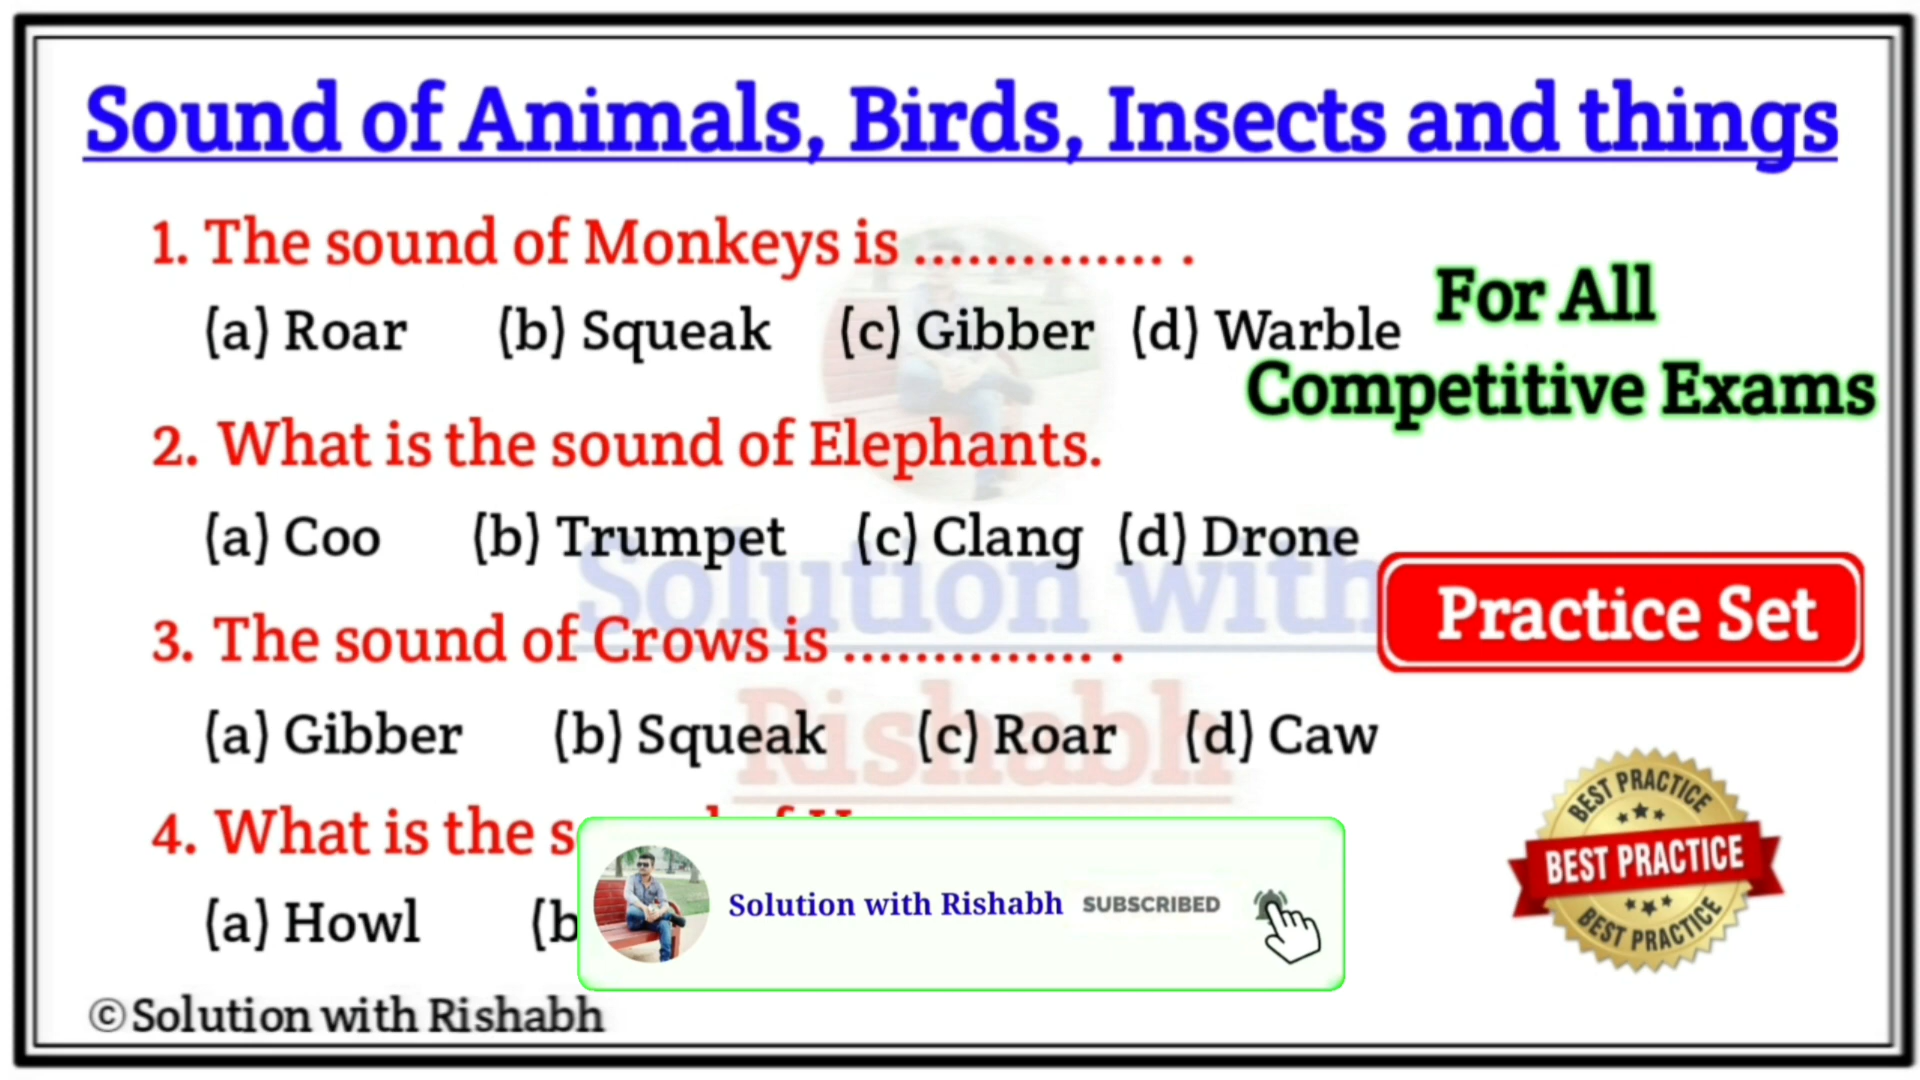 Sound of Animals, Birds, Insects and things
1. The sound of Monkeys is .............. .
(a) Roar (b) Squeak (c) Gibber (d) Warble
For All
Competitive Exams
2. What is the sound of Elephants.
(a) Coo (b) Trumpet (c) Clang (d) Drone
Solution with
Practice Set
3. The sound of Crows is .............. .
Rishabh
(a) Gibber (b) Squeak (c) Roar (d) Caw
4. What is the
(a) Howl (b
Solution with Rishabh SUBSCRIBED
BEST PRACTICE
BEST PRACTICE
BEST PRACTICE
©Solution with Rishabh